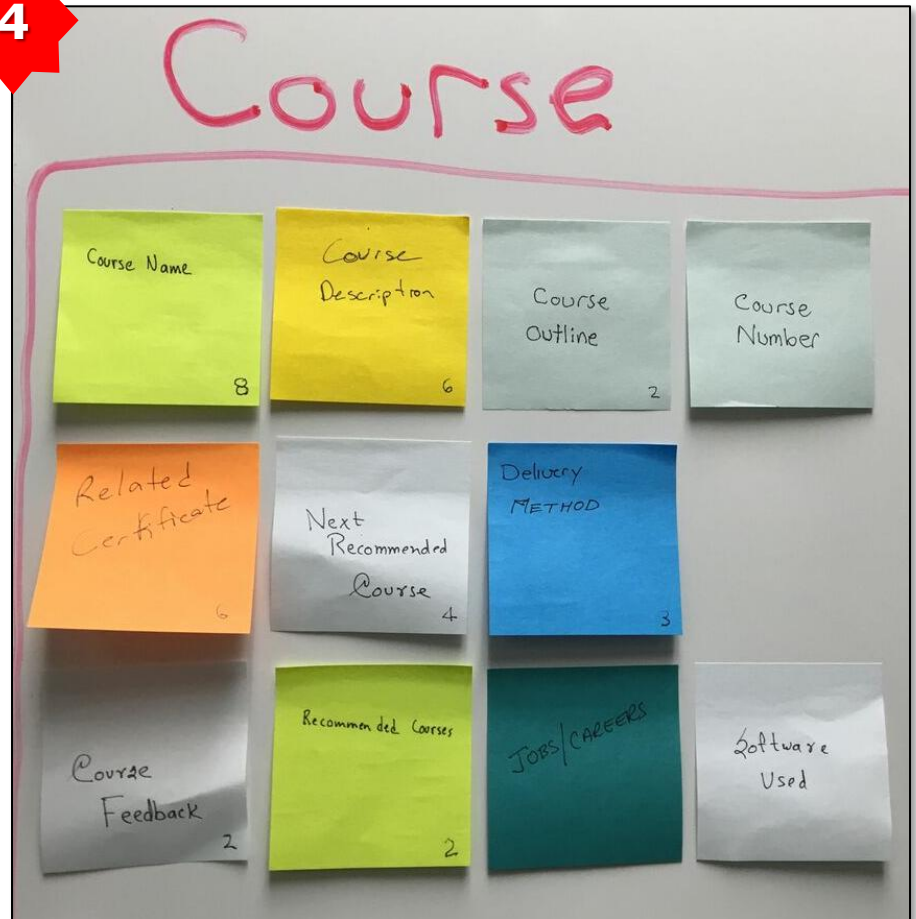 4
Course
Course Name
8
Course
Description
6
Course
Outline
2
Course
Number
Related
Certificate
6
Next
Recommended
Course
4
Delivery
METHOD
3
Course
Feedback
2
Recommended Courses
2
JOBS/CAREERS
Software
Used